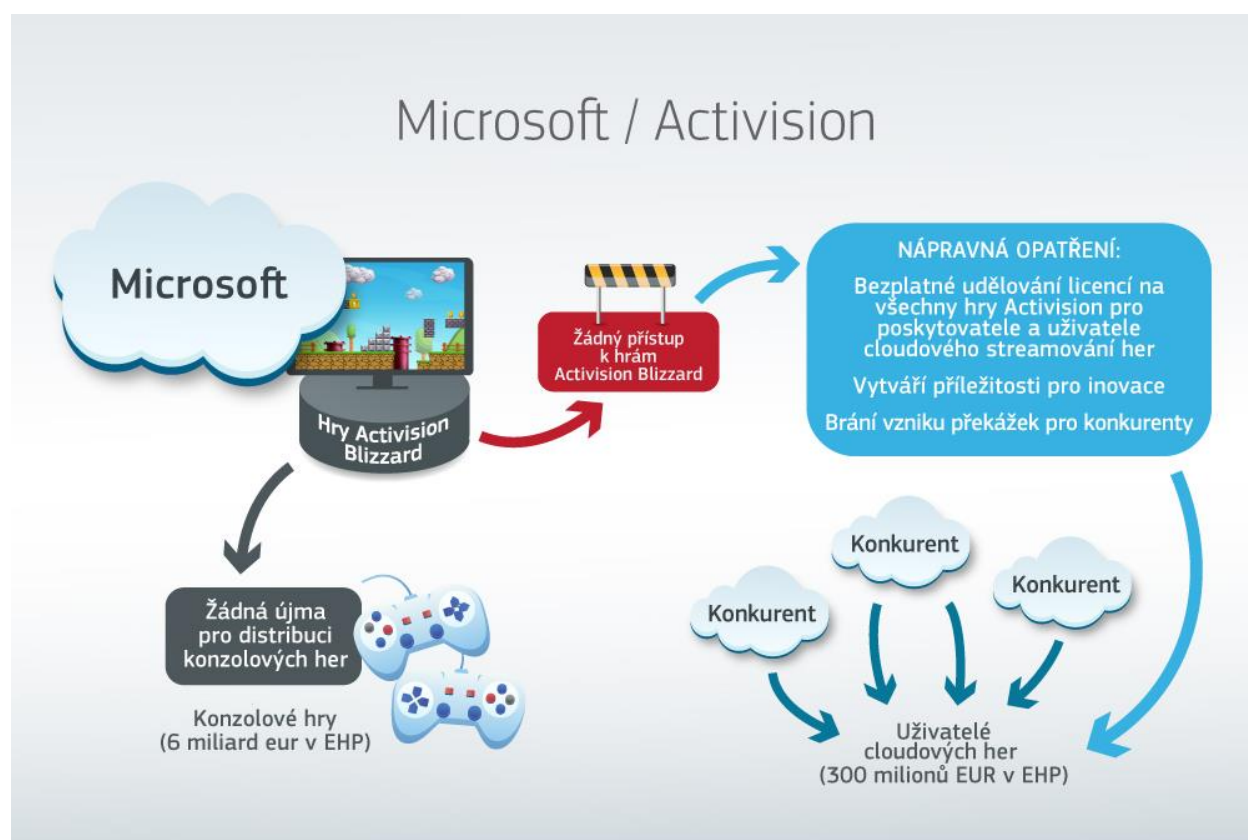 Microsoft / Activision
Microsoft
Hry Activision
Blizzard
Žádný přístup
k hrám
Activision Blizzard
NÁPRAVNÁ OPATŘENÍ:
Bezplatné udělování licencí na
všechny hry Activision pro
poskytovatele a uživatele
cloudového streamování her
Vytváří příležitosti pro inovace
Brání vzniku překážek pro konkurenty
Žádná újma
pro distribuci
konzolových her
Konzolové hry
(6 miliard eur v EHP)
Konkurent
Konkurent
Konkurent
Uživatelé
cloudových her
(300 milionů EUR v EHP)